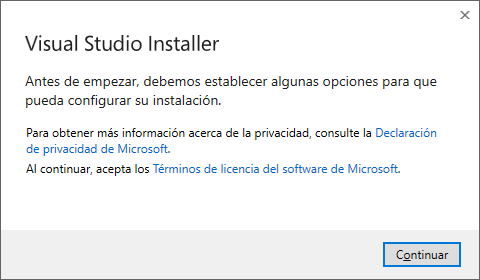 Visual Studio Installer
Antes de empezar, debemos establecer algunas opciones para que
pueda configurar su instalación.
Para obtener más información acerca de la privacidad, consulte la Declaración
de privacidad de Microsoft.
Al continuar, acepta los Términos de licencia del software de Microsoft.
Continuar